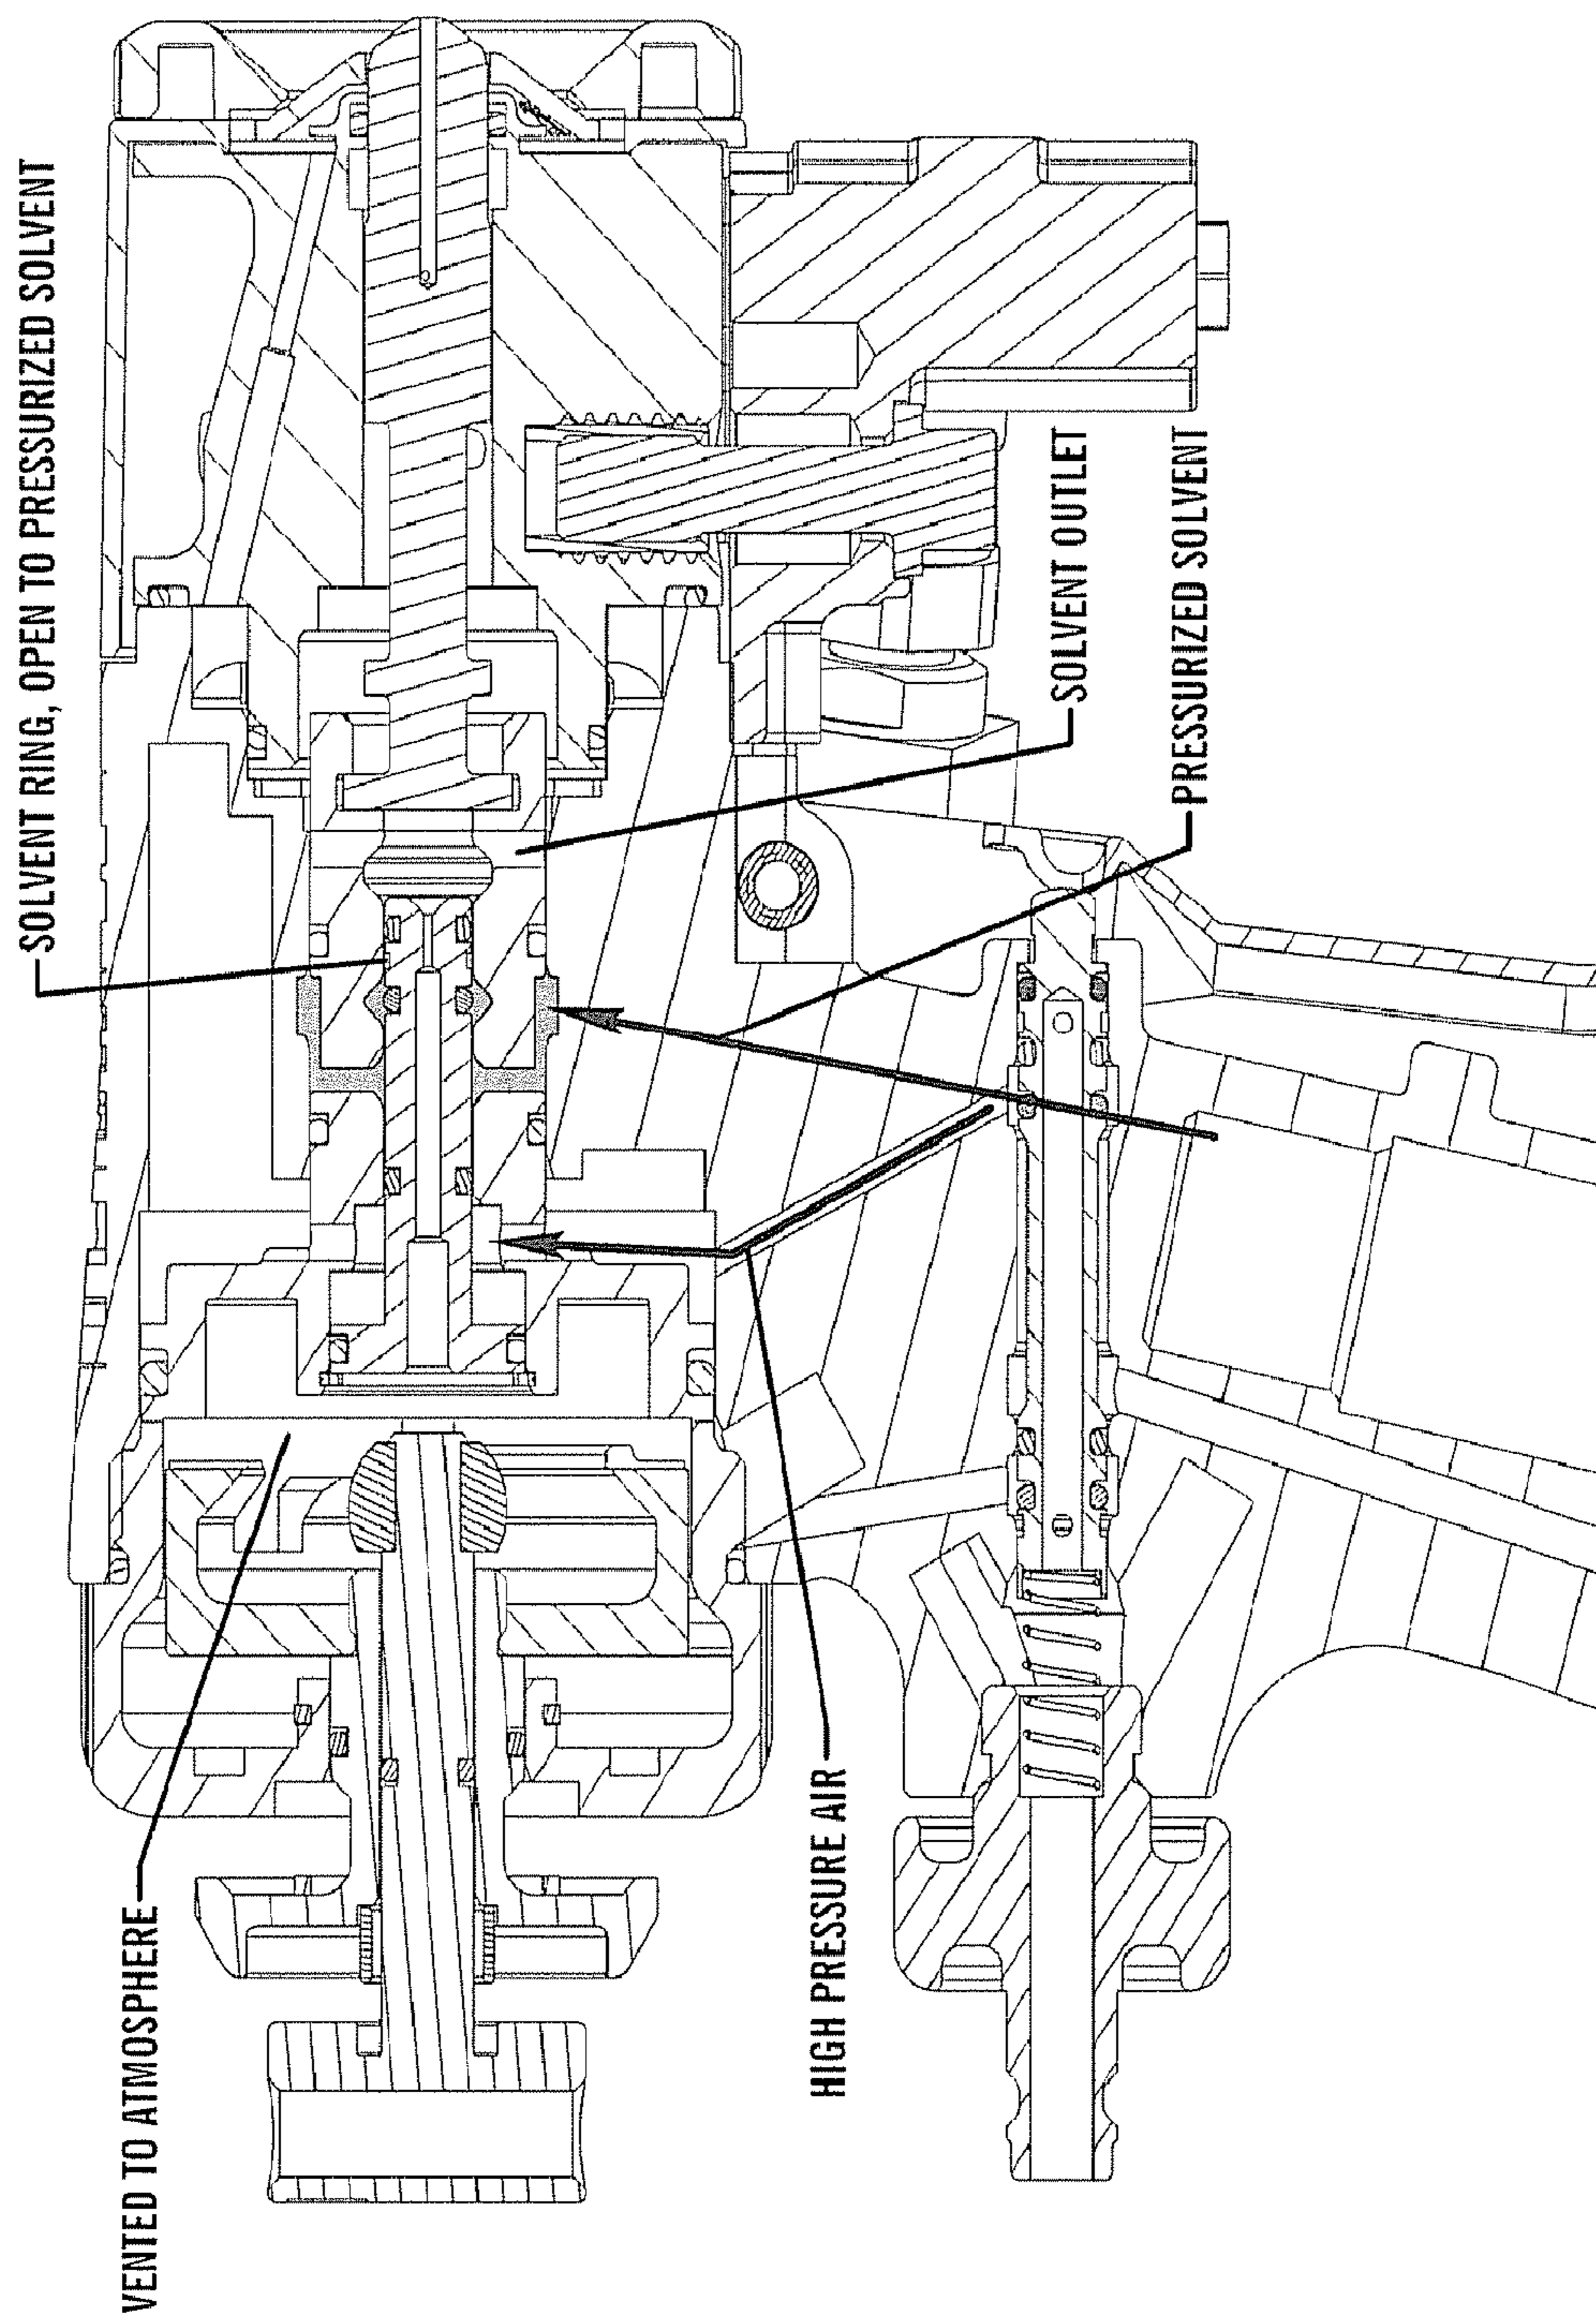 SOLVENT RING, OPEN TO PRESSURIZED SOLVENT
VENTED TO ATMOSPHERE
HIGH PRESSURE AIR
SOLVENT OUTLET
PRESSURIZED SOLVENT